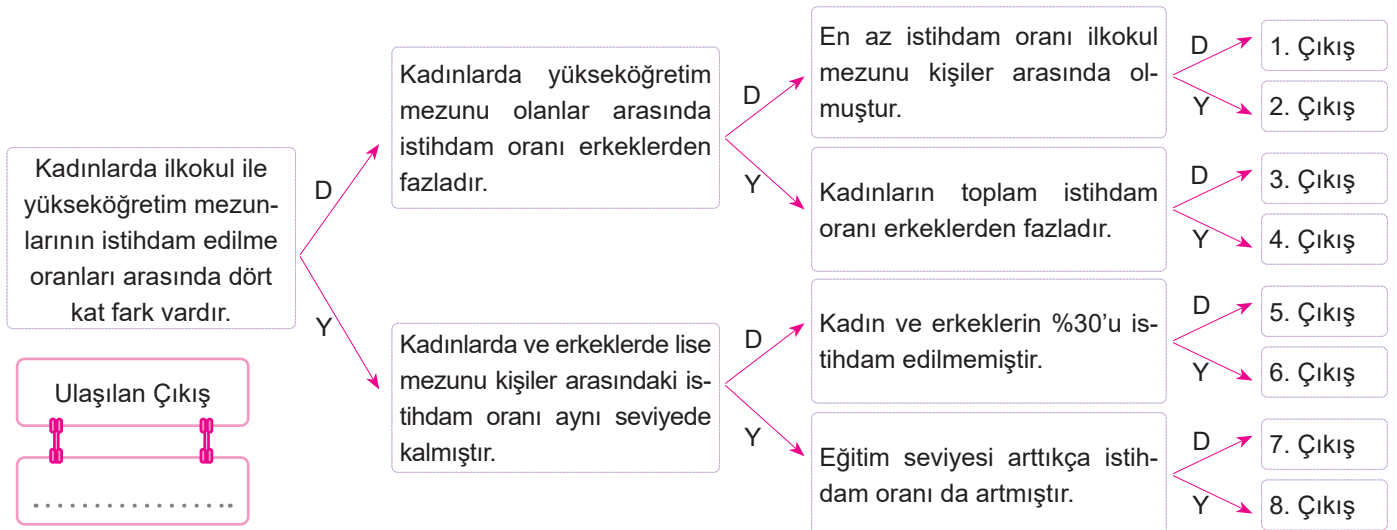 Kadınlarda ilkokul ile
yükseköğretim mezun-
larının istihdam edilme
oranları arasında dört
kat fark vardır.
D
Y
Kadınlarda yükseköğretim
mezunu olanlar arasında
istihdam oranı erkeklerden
fazladır.
D
Y
Kadınlarda ve erkeklerde lise
mezunu kişiler arasındaki is-
tihdam oranı aynı seviyede
kalmıştır.
D
Y
En az istihdam oranı ilkokul
mezunu kişiler arasında ol-
muştur.
D
Y
Kadınların toplam istihdam
oranı erkeklerden fazladır.
D
Y
Kadın ve erkeklerin %30’u is-
tihdam edilmemiştir.
D
Y
Eğitim seviyesi arttıkça istih-
dam oranı da artmıştır.
D
Y
1. Çıkış
2. Çıkış
3. Çıkış
4. Çıkış
5. Çıkış
6. Çıkış
7. Çıkış
8. Çıkış
Ulaşılan Çıkış
....................